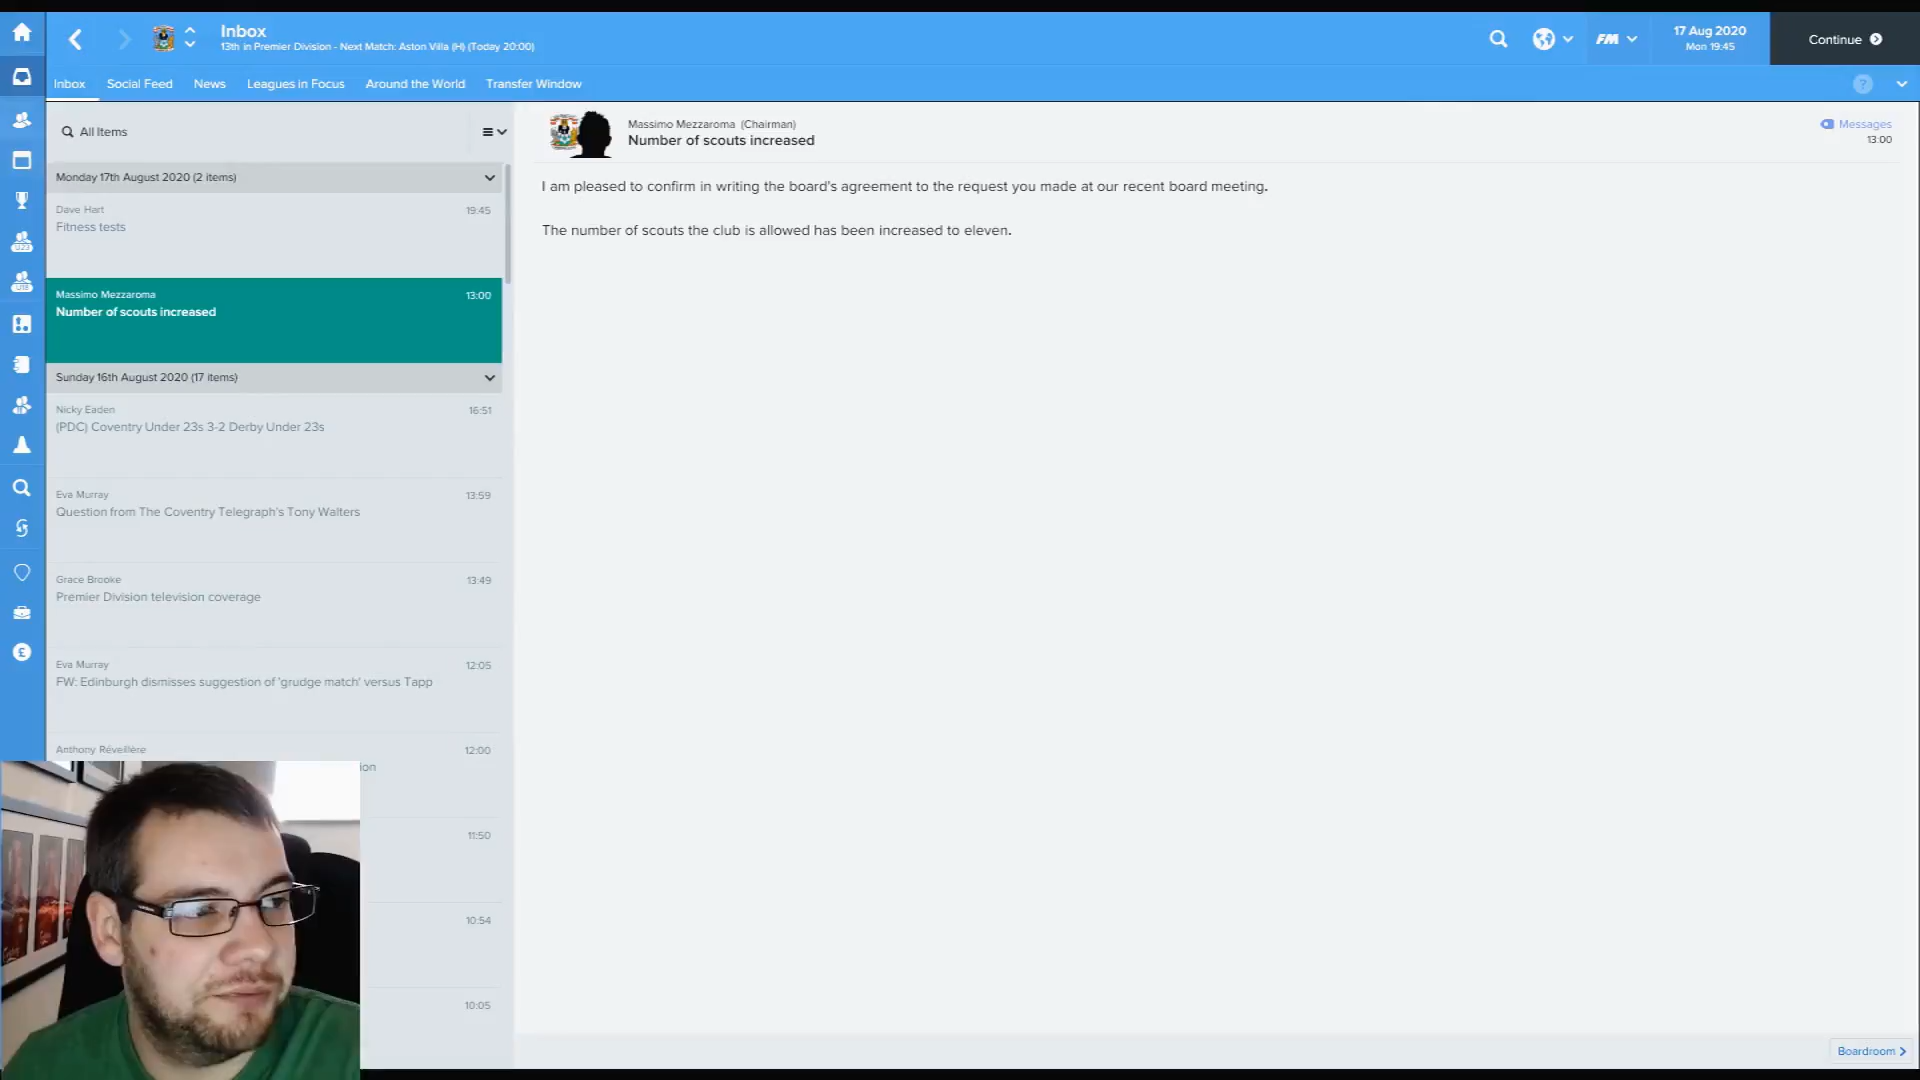 Inbox
13th in Premier Division - Next Match: Aston Villa (H) (Today 20:00)
FM
17 Aug 2020
Mon 19:45
Continue
Inbox
Social Feed
News
Leagues in Focus
Around the World
Transfer Window
?
All Items
Monday 17th August 2020 (2 items)
Dave Hart
19:45
Fitness tests
Massimo Mezzaroma
13:00
Number of scouts increased
Sunday 16th August 2020 (17 items)
Nicky Eaden
16:51
(PDC) Coventry Under 23s 3-2 Derby Under 23s
Eva Murray
13:59
Question from The Coventry Telegraph's Tony Walters
Grace Brooke
13:49
Premier Division television coverage
Eva Murray
12:05
FW: Edinburgh dismisses suggestion of 'grudge match' versus Tapp
Anthony Réveillère
12:00
ion
11:50
10:54
10:05
Massimo Mezzaroma (Chairman)
Number of scouts increased
Messages
13:00
I am pleased to confirm in writing the board's agreement to the request you made at our recent board meeting.
The number of scouts the club is allowed has been increased to eleven.
Boardroom
U23
U18
£